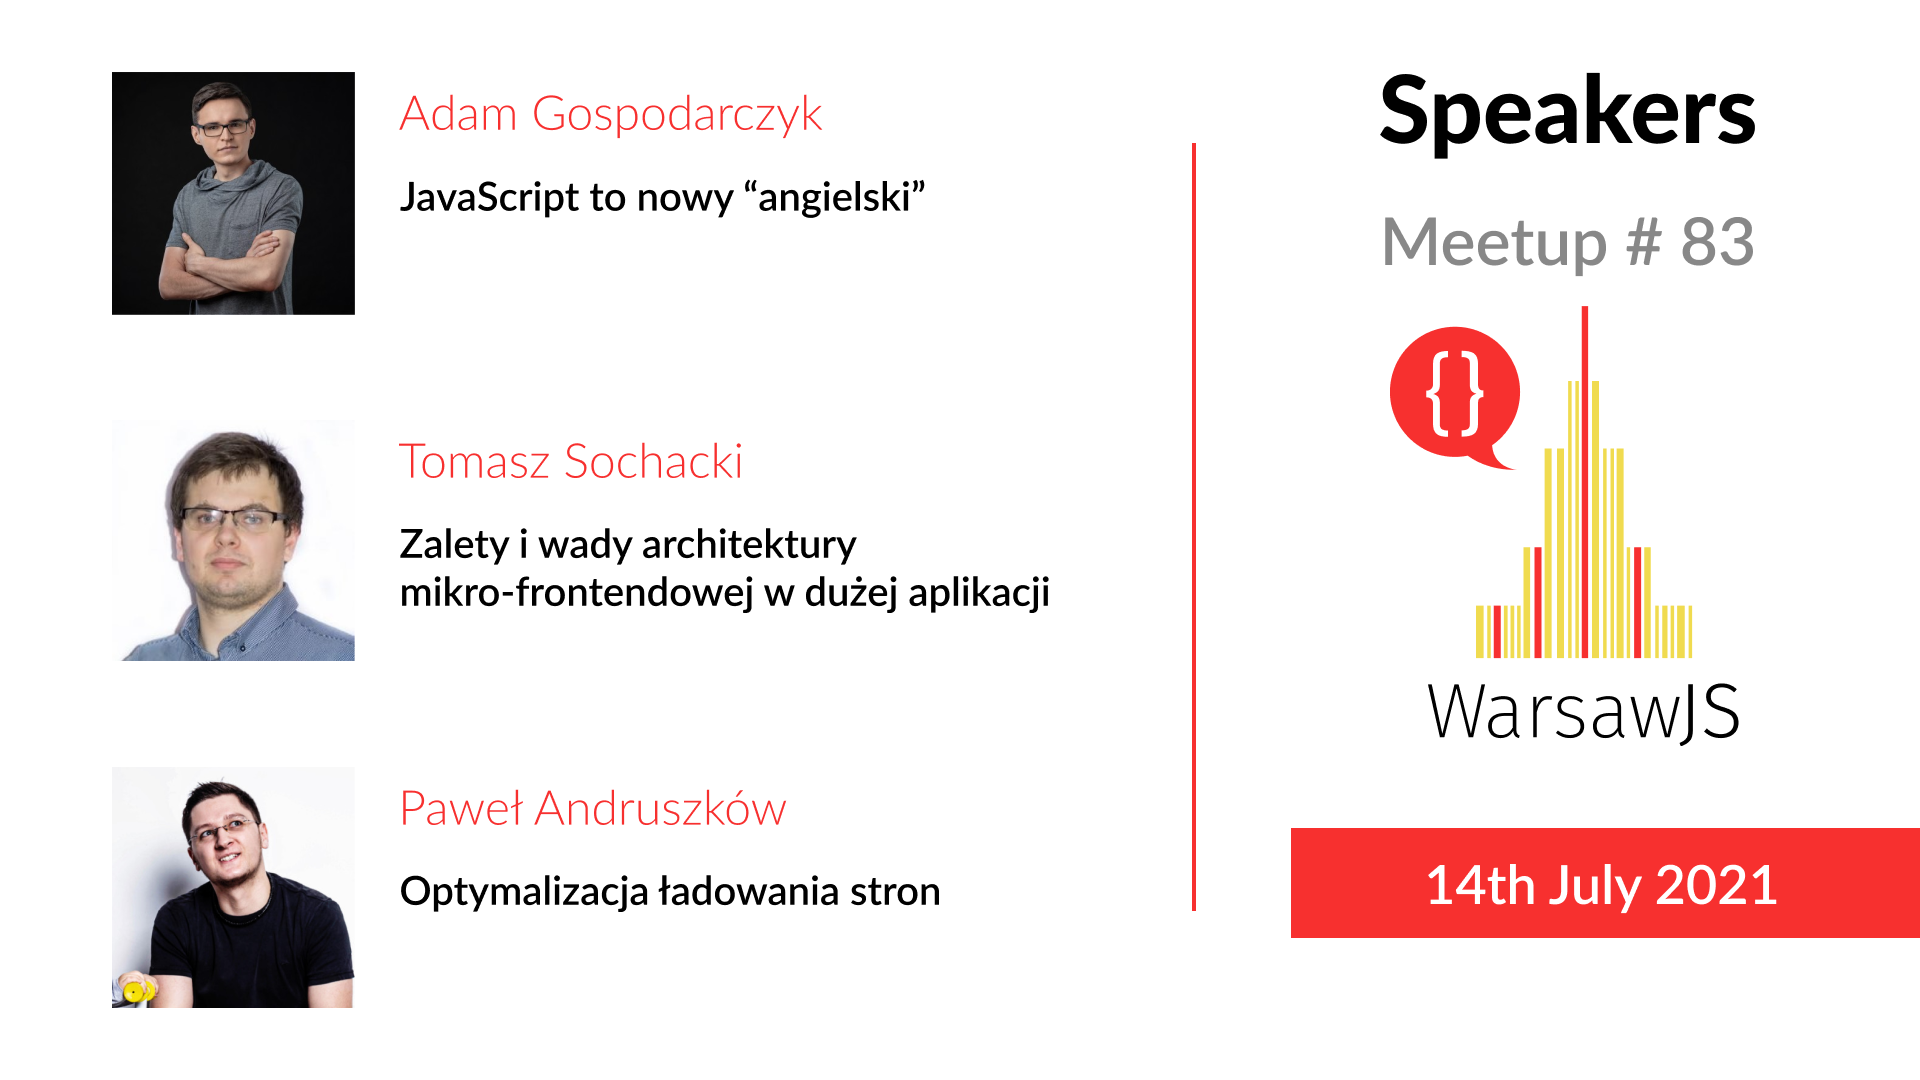 Adam Gospodarczyk
JavaScript to nowy “angielski”
Tomasz Sochacki
Zalety i wady architektury
mikro-frontendowej w dużej aplikacji
Paweł Andruszków
Optymalizacja ładowania stron
Speakers
Meetup # 83
{}
WarsawJS
14th July 2021